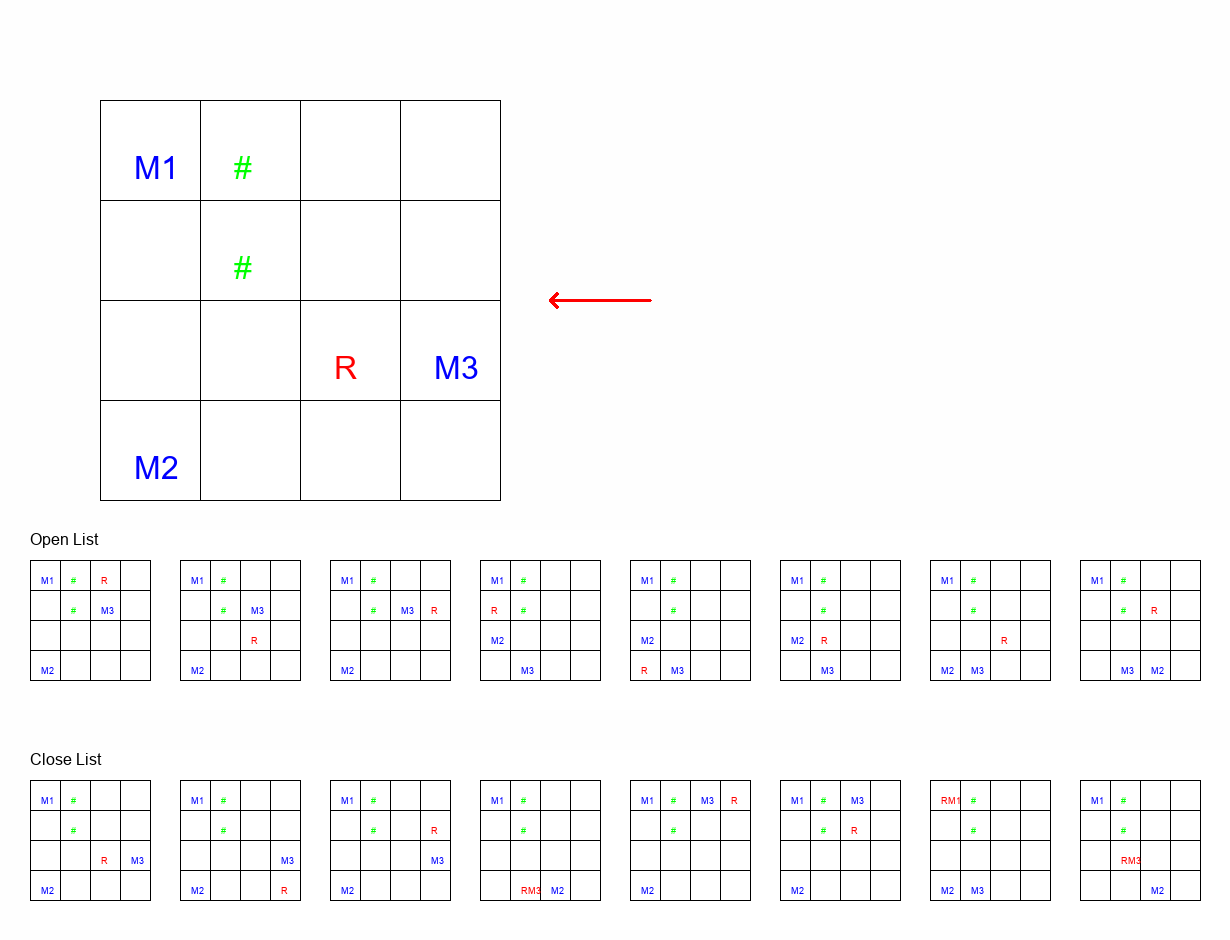 M1 #
#
R M3
M2
Open List
M1 # R M1 # M1 # M1 # M1 # M1 # M1 # M1 #
# M3 # M3 # M3 R R # # # # # R
R M2 M2 M2 R R
M2 M2 M2 M3 R M3 M3 M2 M3 M3 M2
Close List
M1 # M1 # M1 # M1 # M1 # M3 R M1 # M3 RM1 # M1 #
# # # R # # # R # #
R M3 M3 M3 RM3
M2 M2 R M2 RM3 M2 M2 M2 M2 M3 M2